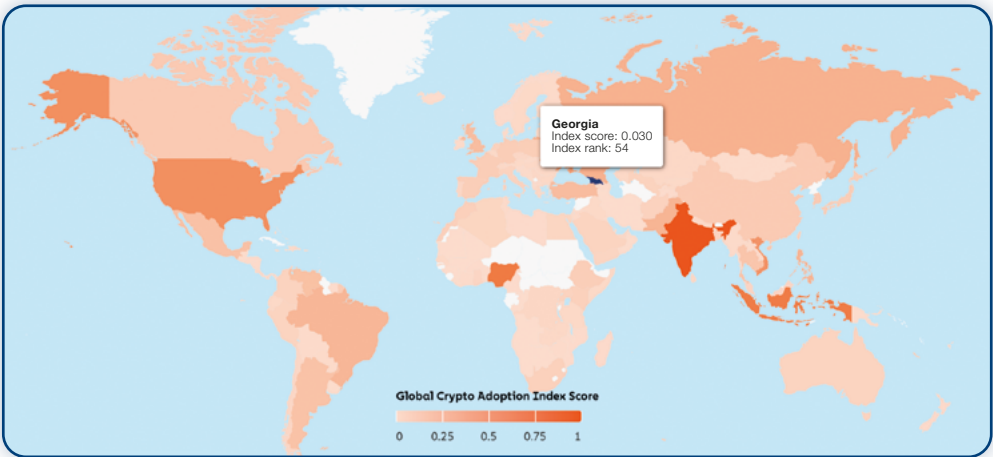 Georgia
Index score: 0.030
Index rank: 54
Global Crypto Adoption Index Score
0 0.25 0.5 0.75 1